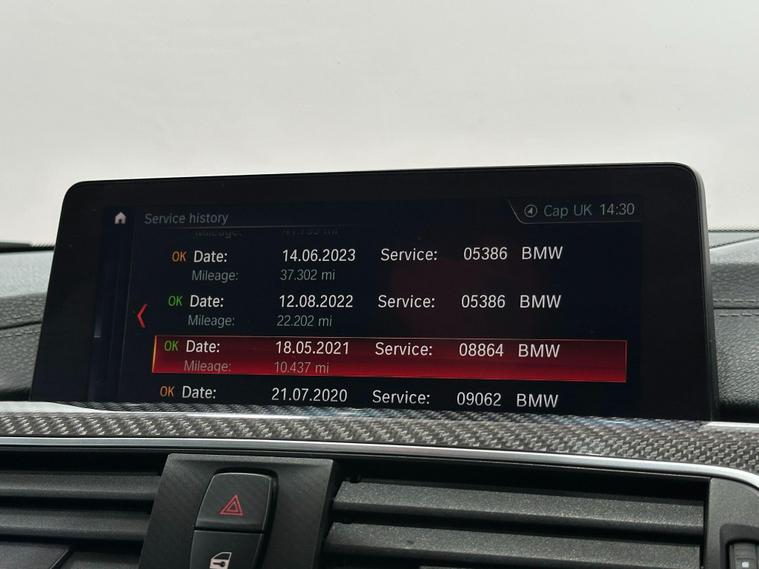 Service history
Cap UK 14:30
Mileage:
OK Date: 14.06.2023 Service: 05386 BMW
Mileage: 37.302 mi
OK Date: 12.08.2022 Service: 05386 BMW
Mileage: 22.202 mi
OK Date: 18.05.2021 Service: 08864 BMW
Mileage: 10.437 mi
OK Date: 21.07.2020 Service: 09062 BMW